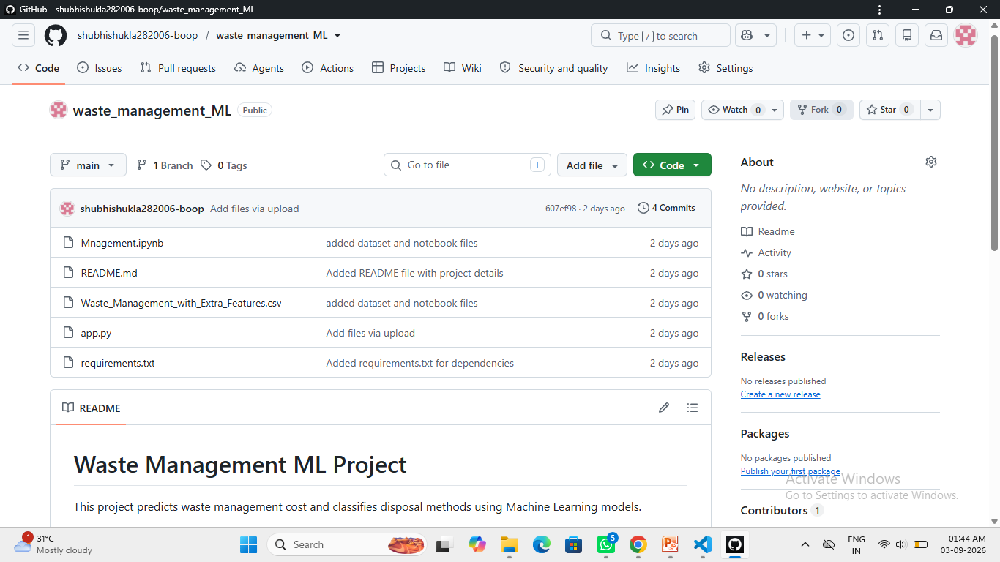 GitHub - shubhishukla282006-boop/waste_management_ML
shubhishukla282006-boop / waste_management_ML
Type / to search
Code Issues Pull requests Agents Actions Projects Wiki Security and quality Insights Settings
waste_management_ML Public
Pin Watch 0 Fork 0 Star 0
main 1 Branch 0 Tags Go to file T Add file Code
shubhishukla282006-boop Add files via upload 607ef98 · 2 days ago 4 Commits
Mnagement.ipynb added dataset and notebook files 2 days ago
README.md Added README file with project details 2 days ago
Waste_Management_with_Extra_Features.csv added dataset and notebook files 2 days ago
app.py Add files via upload 2 days ago
requirements.txt Added requirements.txt for dependencies 2 days ago
README
Waste Management ML Project
This project predicts waste management cost and classifies disposal methods using Machine Learning models.
About
No description, website, or topics
provided.
Readme
Activity
0 stars
0 watching
0 forks
Releases
No releases published
Create a new release
Packages
No packages published
Publish your first package
Contributors 1
Activate Windows
Go to Settings to activate Windows.
1
31°C
Mostly cloudy
Search
5
ENG
IN
01:44 AM
03-09-2026